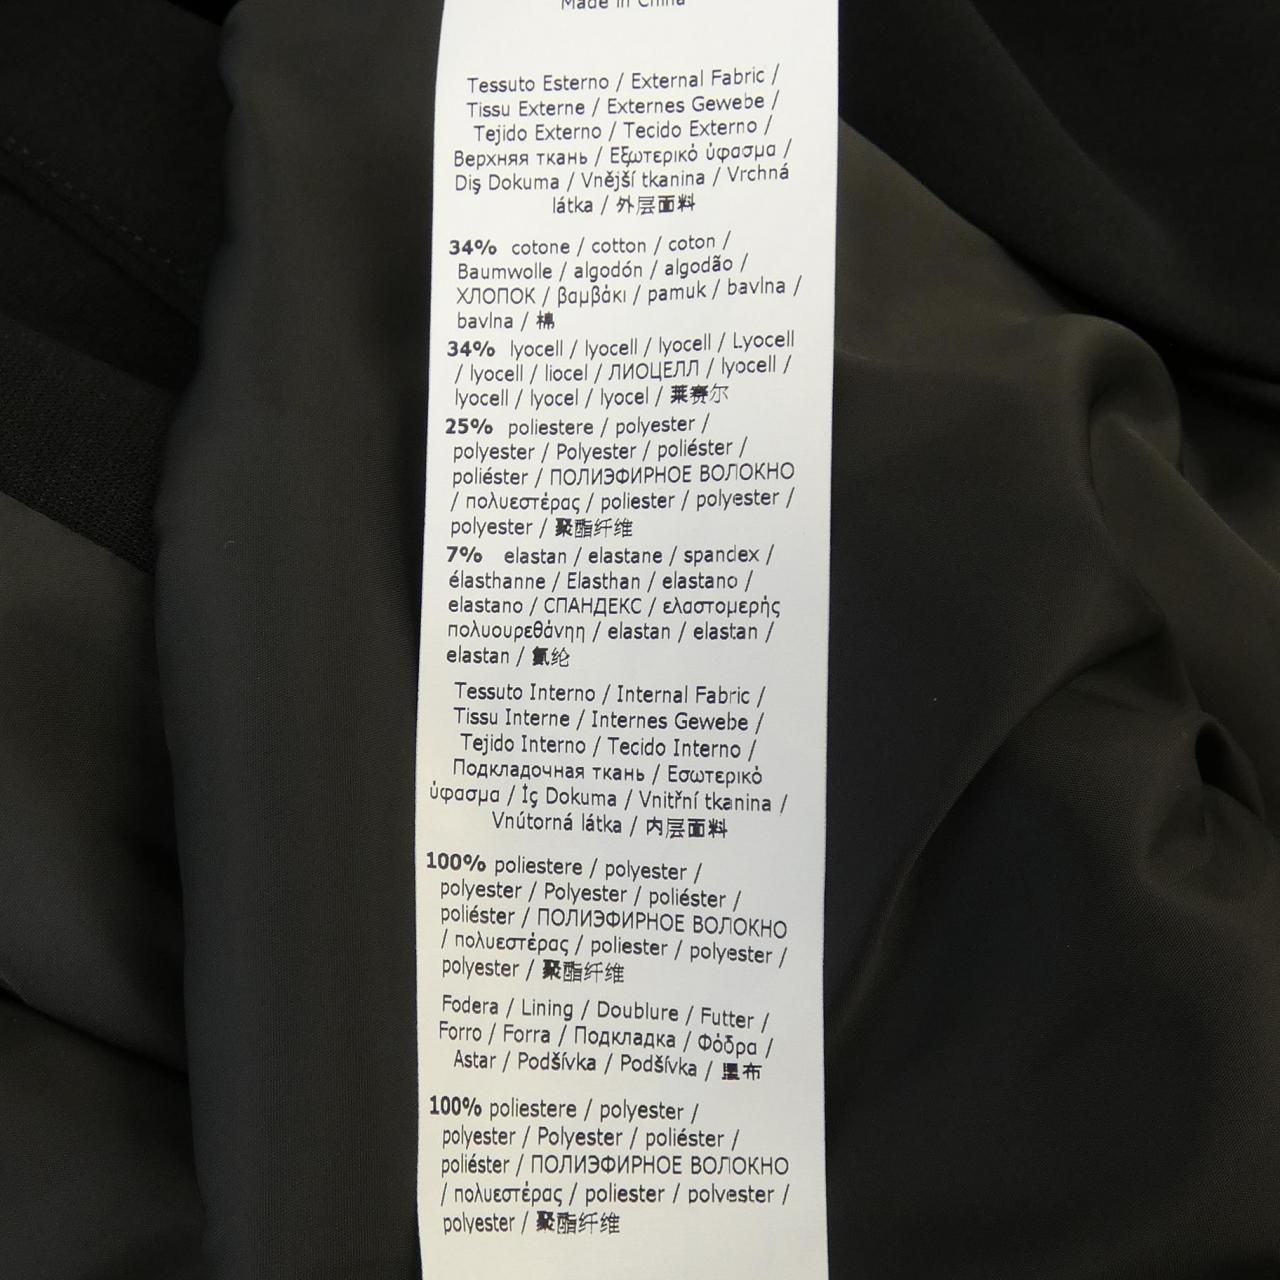 Made in China
Tessuto Esterno / External Fabric /
Tissu Externe / Externes Gewebe /
Tejido Externo / Tecido Externo /
Верхняя ткань / Εξωτερικό ύφασμα /
Diş Dokuma / Vnější tkanina / Vrchná
látka / 外层面料
34% cotone / cotton / coton /
Baumwolle / algodón / algodão /
ХЛОПОК / βαμβάκι / pamuk / bavlna /
bavlna / 棉
34% lyocell / lyocell / lyocell / Lyocell
/ lyocell / liocel / ЛИОЦЕЛЛ / lyocell /
lyocell / lyocel / lyocel / 莱赛尔
25% poliestere / polyester /
polyester / Polyester / poliéster /
poliéster / ПОЛИЭФИРНОЕ ВОЛОКНО
/ πολυεστέρας / poliester / polyester /
polyester / 聚酯纤维
7% elastan / elastane / spandex /
élasthanne / Elasthan / elastano /
elastano / СПАНДЕКС / ελαστομερής
πολυουρεθάνηη / elastan / elastan /
elastan / 氨纶
Tessuto Interno / Internal Fabric /
Tissu Interne / Internes Gewebe /
Tejido Interno / Tecido Interno /
Подкладочная ткань / Εσωτερικό
ύφασμα / İç Dokuma / Vnitřní tkanina /
Vnútorná látka / 内层面料
100% poliestere / polyester /
polyester / Polyester / poliéster /
poliéster / ПОЛИЭФИРНОЕ ВОЛОКНО
/ πολυεστέρας / poliester / polyester /
polyester / 聚酯纤维
Fodera / Lining / Doublure / Futter /
Forro / Forra / Подкладка / Φόδρα /
Astar / Podšívka / Podšívka / 里布
100% poliestere / polyester /
polyester / Polyester / poliéster /
poliéster / ПОЛИЭФИРНОЕ ВОЛОКНО
/ πολυεστέρας / poliester / polyester /
polyester / 聚酯纤维